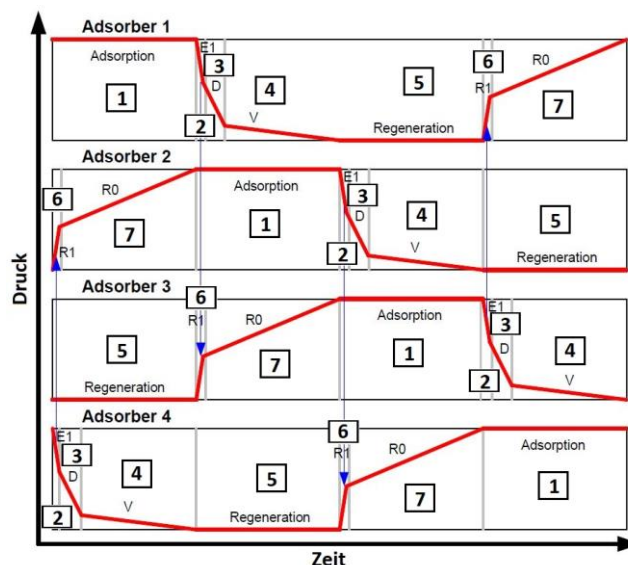 Adsorber 1
Adsorption
E1
3
D
1
2
4
V
5
Regeneration
6
R1
R0
7
Adsorber 2
6
R1
R0
7
Adsorption
1
E1
3
D
2
4
V
5
Regeneration
Adsorber 3
5
Regeneration
6
R1
R0
7
Adsorption
1
E1
3
D
2
4
V
Adsorber 4
E1
3
D
2
4
V
5
Regeneration
6
R1
R0
7
Adsorption
1
Druck
Zeit